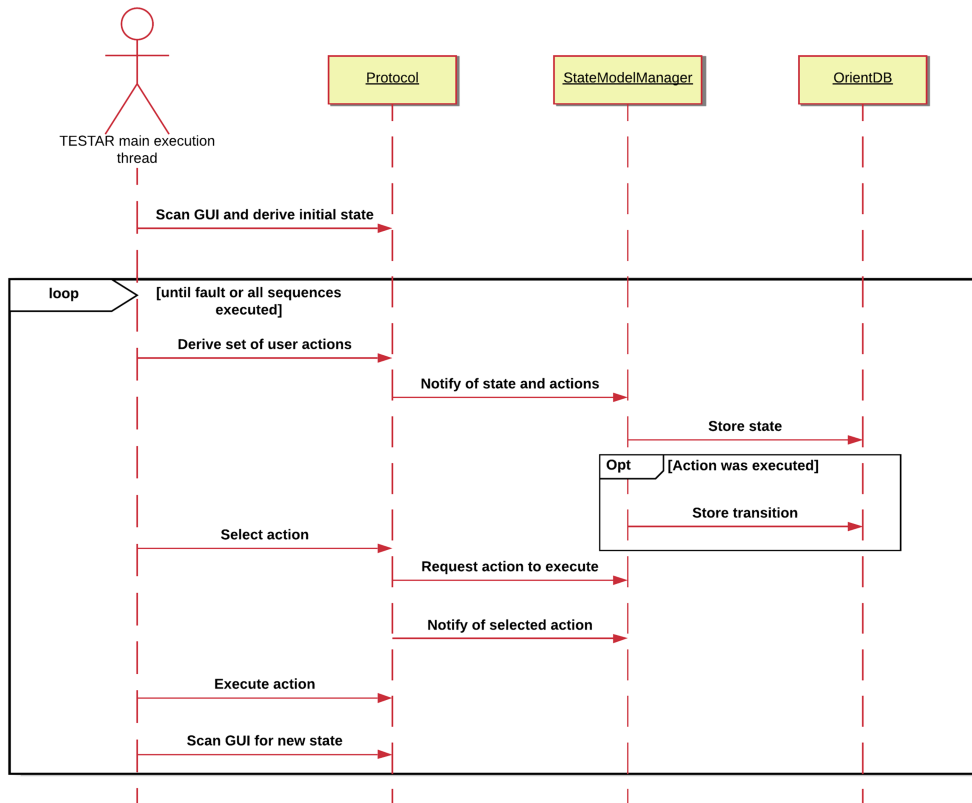 Protocol
StateModelManager
OrientDB
TESTAR main execution
thread
Scan GUI and derive initial state
loop
[until fault or all sequences
executed]
Derive set of user actions
Notify of state and actions
Store state
Opt
[Action was executed]
Store transition
Select action
Request action to execute
Notify of selected action
Execute action
Scan GUI for new state